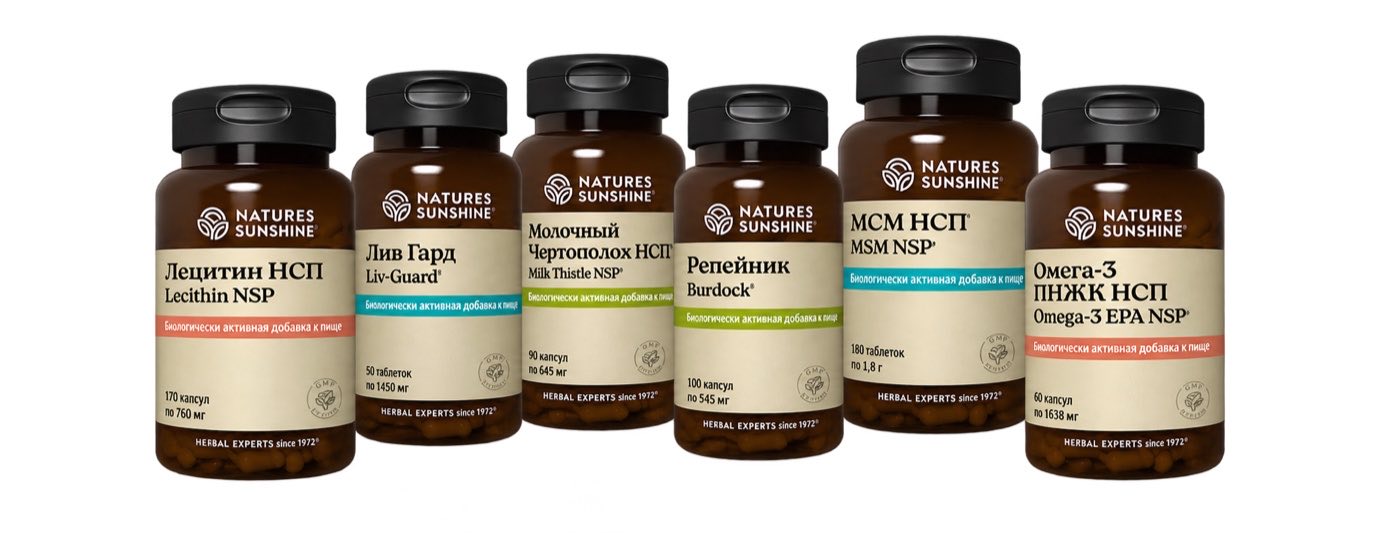 NATURES
SUNSHINE®
Лецитин НСП
Lecithin NSP
Биологически активная добавка к пище
170 капсул
по 760 мг
HERBAL EXPERTS since 1972®
NATURES
SUNSHINE®
Лив Гард
Liv-Guard®
Биологически активная добавка к пище
50 таблеток
по 1450 мг
HERBAL EXPERTS since 1972®
NATURES
SUNSHINE®
Молочный
Чертополох НСП®
Milk Thistle NSP®
Биологически активная добавка к пище
90 капсул
по 645 мг
HERBAL EXPERTS since 1972®
NATURES
SUNSHINE®
Репейник
Burdock®
Биологически активная добавка к пище
100 капсул
по 545 мг
GMP
HERBAL EXPERTS since 1972®
NATURES
SUNSHINE®
МСМ НСП®
MSM NSP®
Биологически активная добавка к пище
180 таблеток
по 1,8 г
HERBAL EXPERTS since 1972®
NATURES
SUNSHINE®
Омега-3
ПНЖК НСП
Omega-3 EPA NSP®
Биологически активная добавка к пище
60 капсул
по 1638 мг
GMP
HERBAL EXPERTS since 1972®